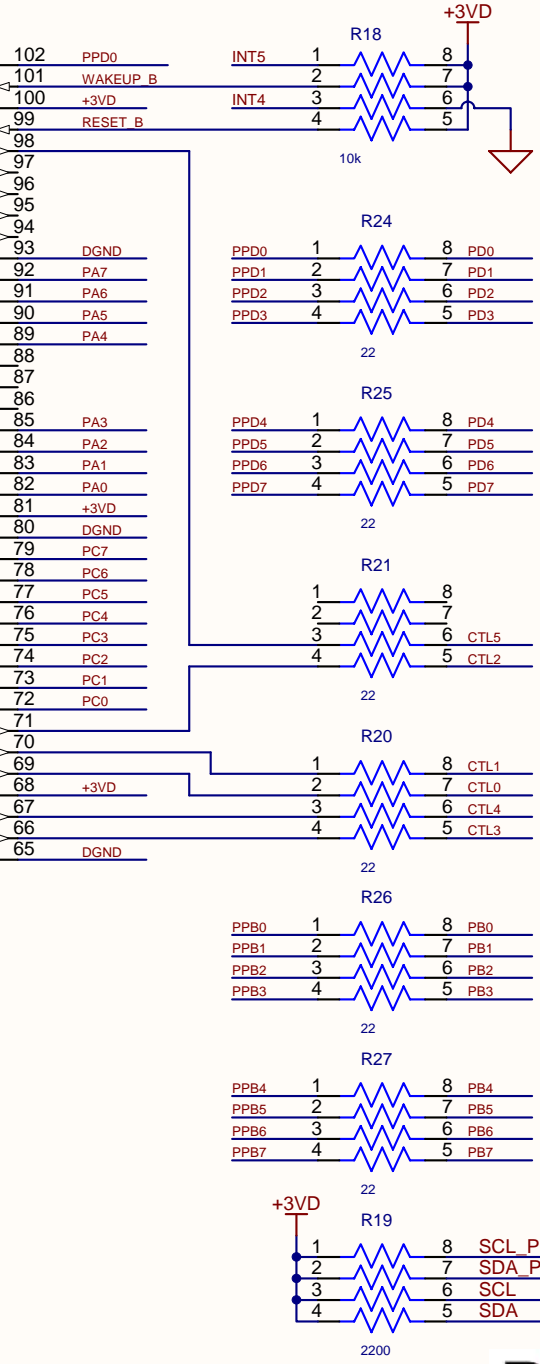 +3VD
R18
102 PPD0 INT5 1 8
101 WAKEUP_B 2 7
100 +3VD INT4 3 6
99 RESET_B 4 5
98
10k
97
96
95
94
R24
93 DGND PPD0 1 8 PD0
92 PA7 PPD1 2 7 PD1
91 PA6 PPD2 3 6 PD2
90 PA5 PPD3 4 5 PD3
89 PA4
22
88
87
86
R25
85 PA3 PPD4 1 8 PD4
84 PA2 PPD5 2 7 PD5
83 PA1 PPD6 3 6 PD6
82 PA0 PPD7 4 5 PD7
81 +3VD
22
80 DGND
79 PC7
R21
78 PC6
77 PC5 1 8
76 PC4 2 7
75 PC3 3 6 CTL5
74 PC2 4 5 CTL2
73 PC1
22
72 PC0
71
R20
70
69 1 8 CTL1
68 +3VD 2 7 CTL0
67 3 6 CTL4
66 4 5 CTL3
65 DGND
22
R26
PPB0 1 8 PB0
PPB1 2 7 PB1
PPB2 3 6 PB2
PPB3 4 5 PB3
22
R27
PPB4 1 8 PB4
PPB5 2 7 PB5
PPB6 3 6 PB6
PPB7 4 5 PB7
22
+3VD
R19
1 8 SCL_P
2 7 SDA_P
3 6 SCL
4 5 SDA
2200